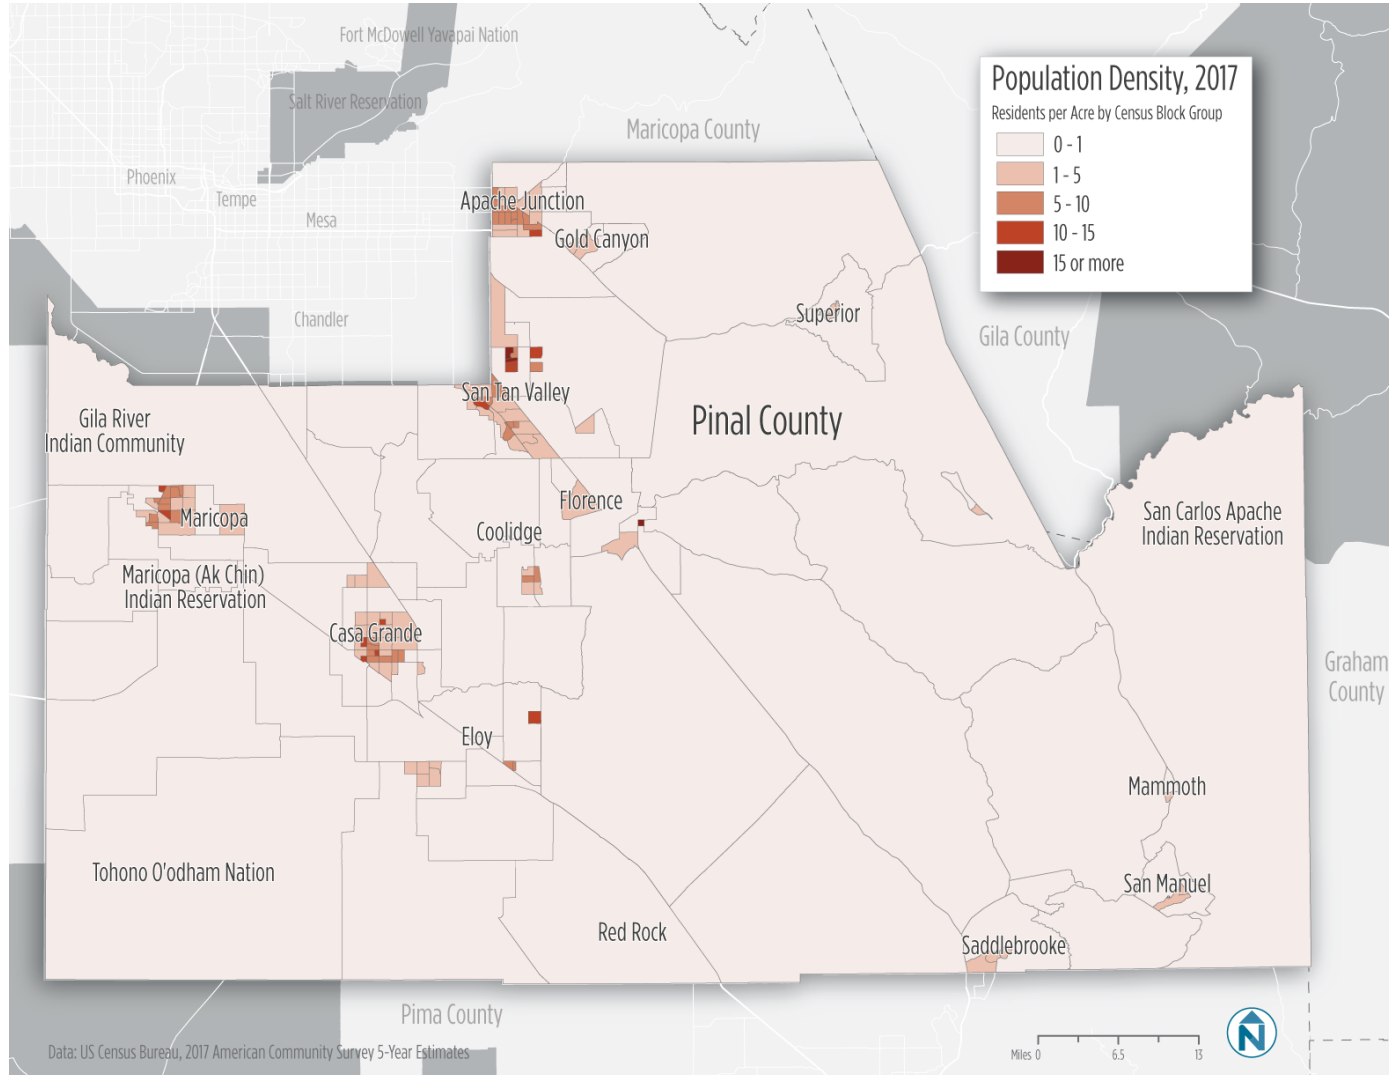 Fort McDowell Yavapai Nation
Salt River Reservation
Maricopa County
Phoenix
Tempe
Mesa
Chandler
Population Density, 2017
Residents per Acre by Census Block Group
0 - 1
1 - 5
5 - 10
10 - 15
15 or more
Apache Junction
Gold Canyon
Superior
Gila County
San Tan Valley
Pinal County
Gila River
Indian Community
Florence
Maricopa
Coolidge
San Carlos Apache
Indian Reservation
Maricopa (Ak Chin)
Indian Reservation
Casa Grande
Graham
County
Eloy
Mammoth
Tohono O'odham Nation
San Manuel
Red Rock
Saddlebrooke
Pima County
Data: US Census Bureau, 2017 American Community Survey 5-Year Estimates
Miles 0 6.5 13
N